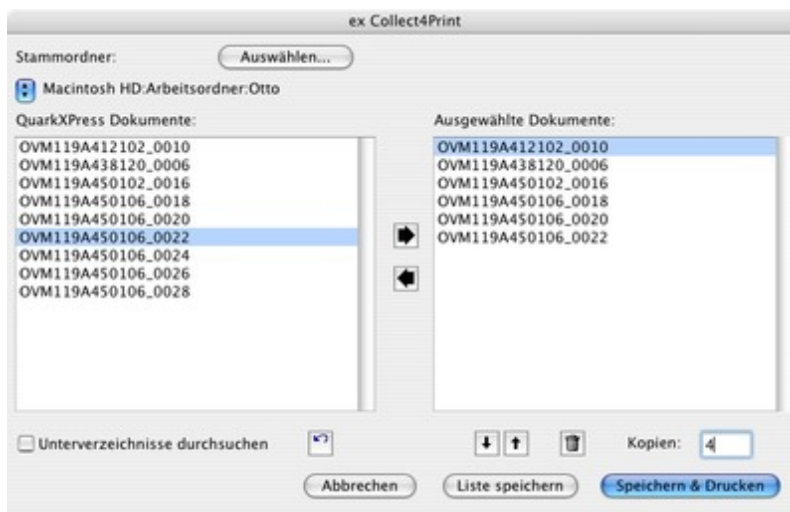 ex Collect4Print
Stammordner:
Auswählen...
Macintosh HD:Arbeitsordner:Otto
QuarkXPress Dokumente:
OVM119A412102_0010
OVM119A438120_0006
OVM119A450102_0016
OVM119A450106_0018
OVM119A450106_0020
OVM119A450106_0022
OVM119A450106_0024
OVM119A450106_0026
OVM119A450106_0028
Ausgewählte Dokumente:
OVM119A412102_0010
OVM119A438120_0006
OVM119A450102_0016
OVM119A450106_0018
OVM119A450106_0020
OVM119A450106_0022
Unterverzeichnisse durchsuchen
Kopien: 4
Abbrechen
Liste speichern
Speichern & Drucken